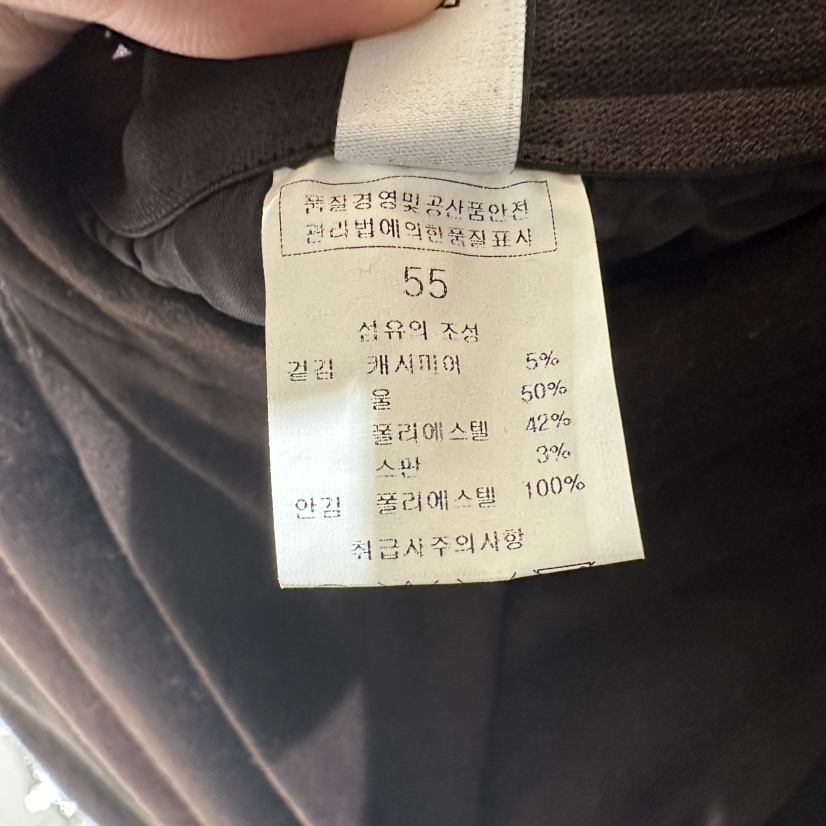 품질경영및공산품안전
관리법에의한품질표시
55
섬유의 조성
겉감 캐시미어 5%
울 50%
폴리에스텔 42%
스판 3%
안감 폴리에스텔 100%
취급시주의사항